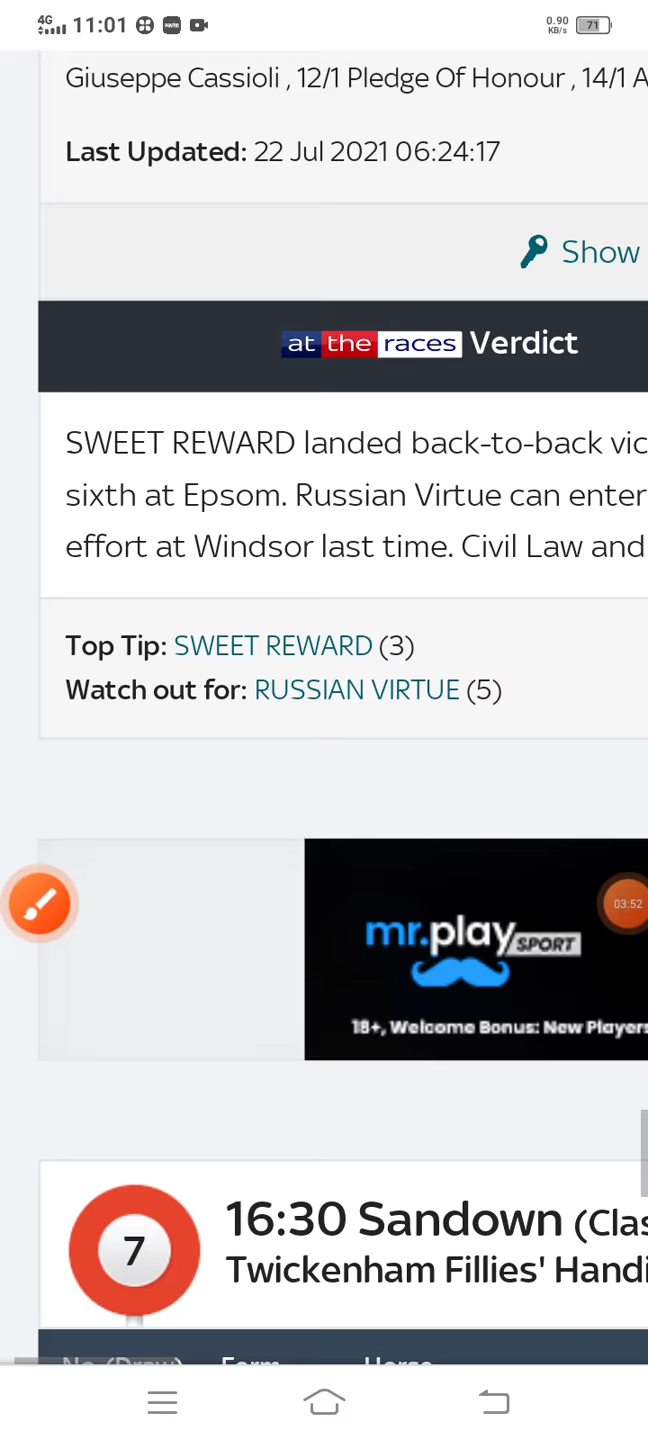 4G 11:01 0.90 KB/s 71
Giuseppe Cassioli , 12/1 Pledge Of Honour , 14/1 A
Last Updated: 22 Jul 2021 06:24:17
Show
at the races Verdict
SWEET REWARD landed back-to-back vic
sixth at Epsom. Russian Virtue can enter
effort at Windsor last time. Civil Law and
Top Tip: SWEET REWARD (3)
Watch out for: RUSSIAN VIRTUE (5)
03:52
mr.play SPORT
18+, Welcome Bonus: New Players
7
16:30 Sandown (Clas
Twickenham Fillies' Handi
No. (Draw) Form Horse